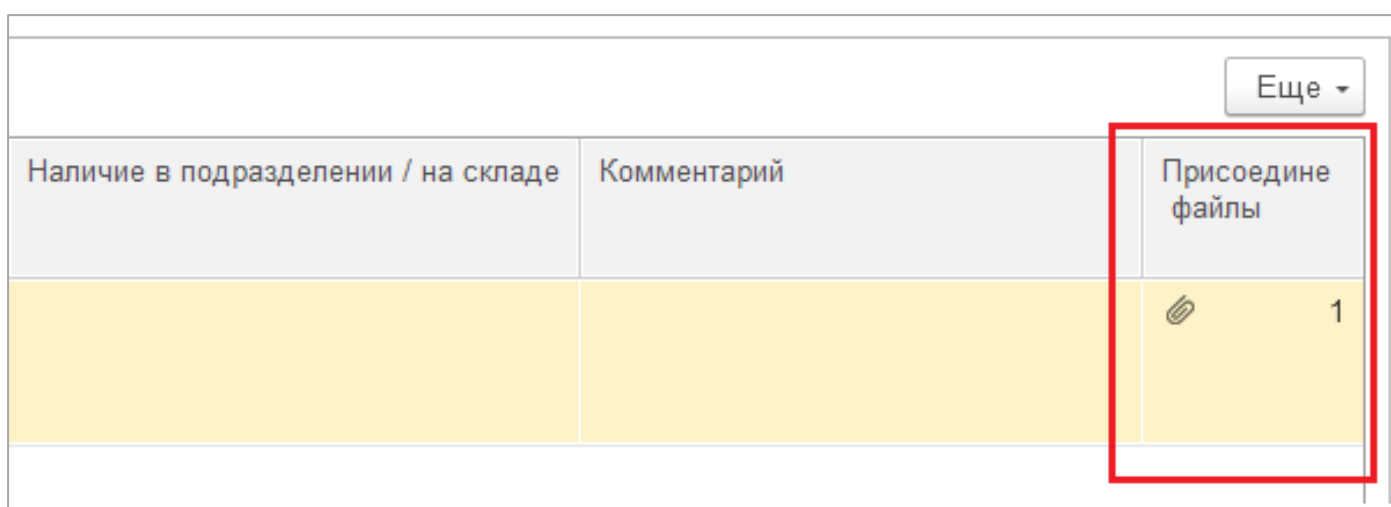 Еще
Наличие в подразделении / на складе Комментарий Присоедине
файлы
1